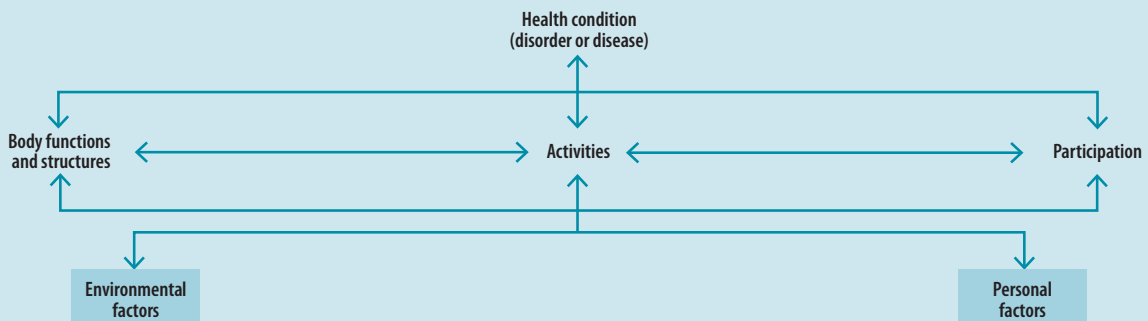 Health condition
(disorder or disease)
Body functions
and structures
Activities
Participation
Environmental
factors
Personal
factors